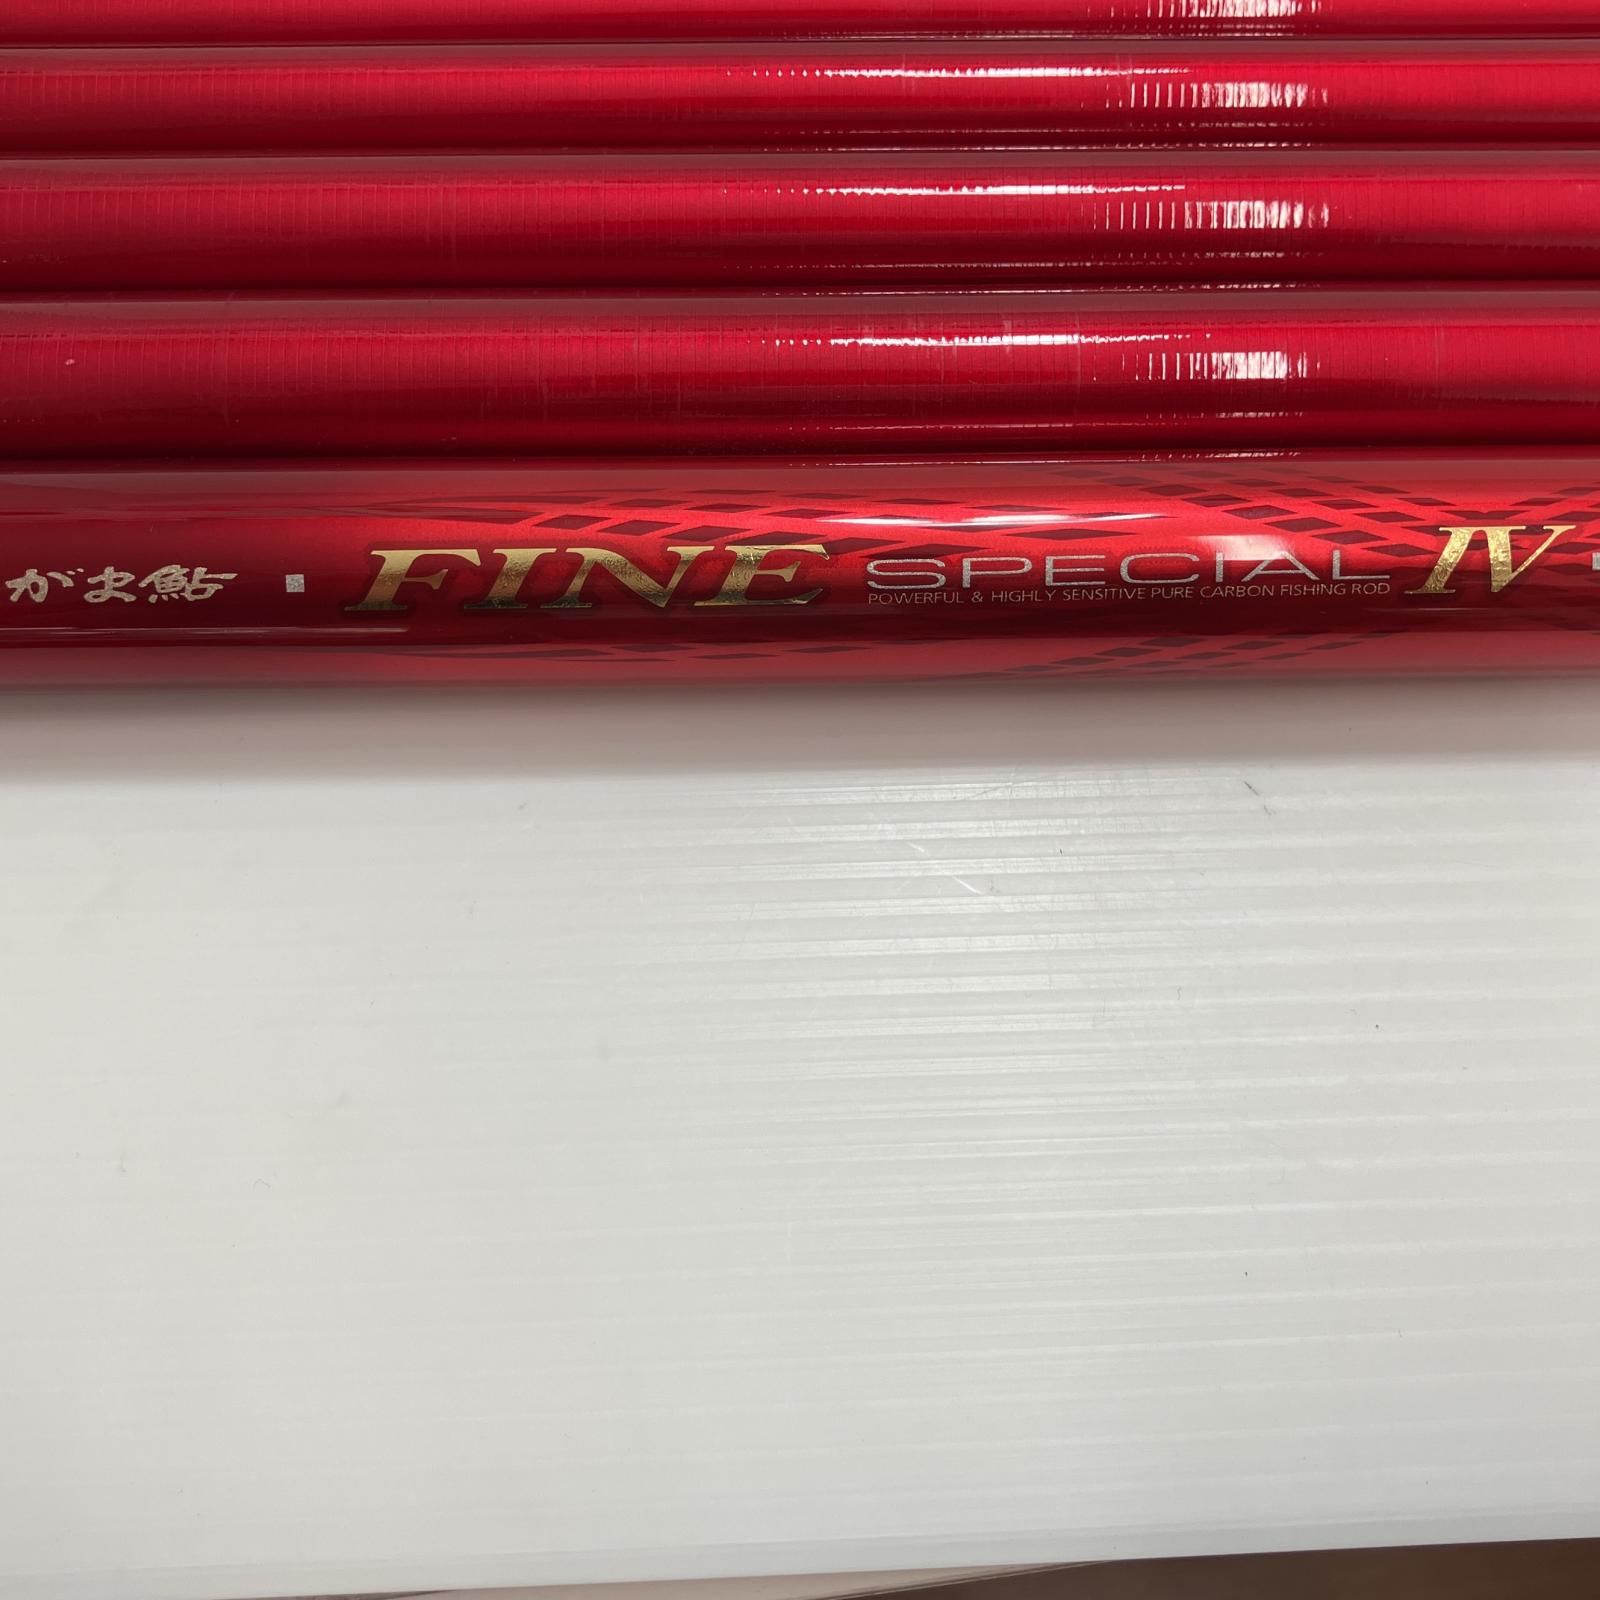 がま鮎 FINE SPECIAL IV
POWERFUL & HIGHLY SENSITIVE PURE CARBON FISHING ROD